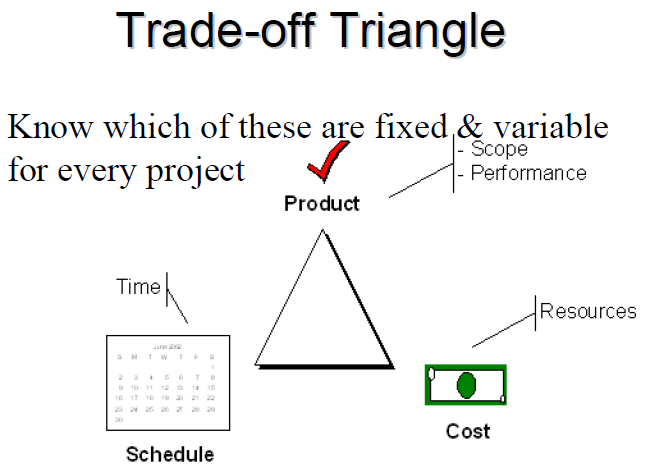 Trade-off Triangle
Know which of these are fixed & variable
for every project
- Scope
- Performance
Product
Time
Resources
June 2002
S M T W T F S
1
2 3 4 5 6 7 8
9 10 11 12 13 14 15
16 17 18 19 20 21 22
23 24 25 26 27 28 29
30
Cost
Schedule